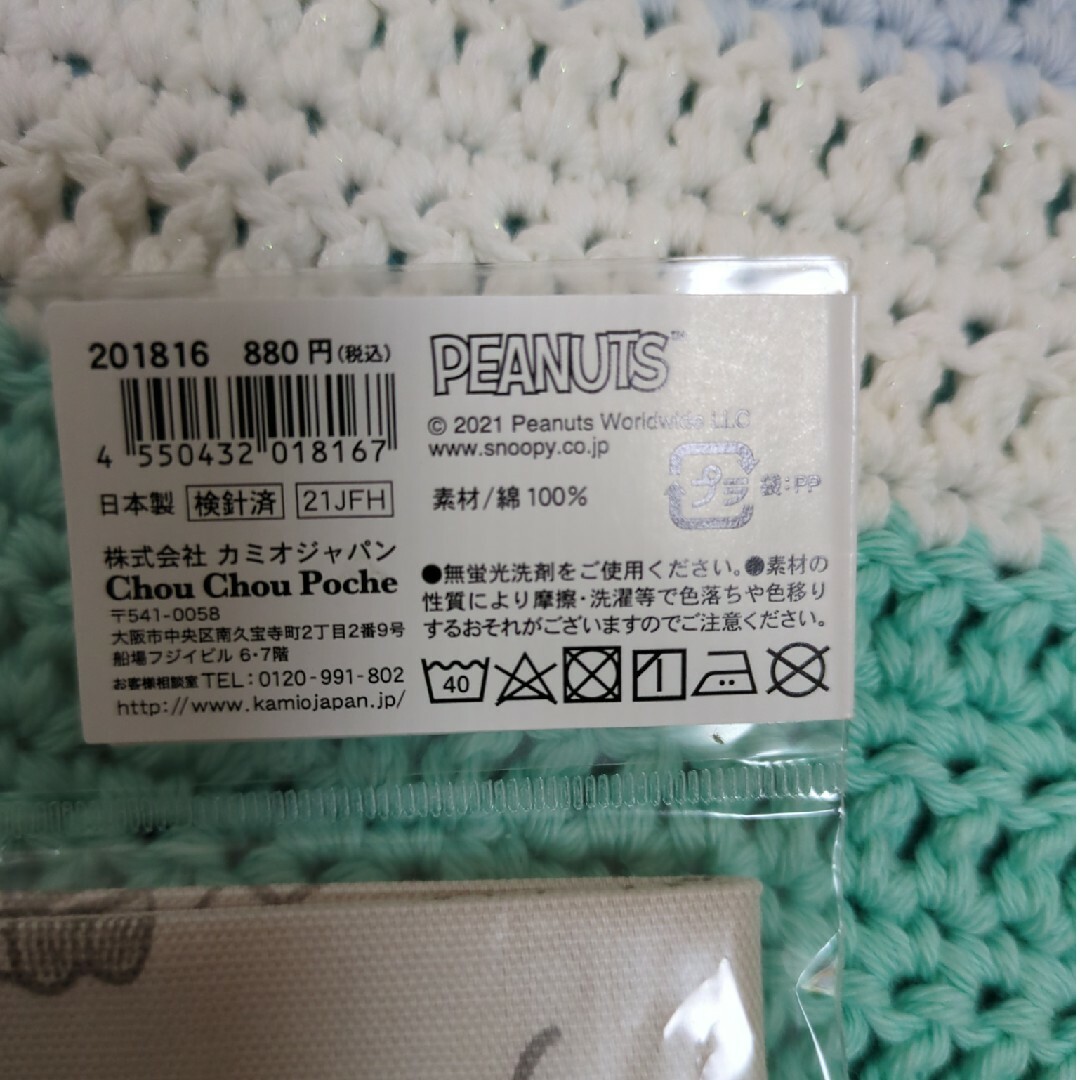 201816 880円(税込)
4 550432 018167
日本製 検針済 21JFH
株式会社 カミオジャパン
Chou Chou Poche
〒541-0058
大阪市中央区南久宝寺町2丁目2番9号
船場フジイビル 6・7階
お客様相談室 TEL:0120-991-802
http://www.kamiojapan.jp/
PEANUTS™
© 2021 Peanuts Worldwide LLC
www.snoopy.co.jp
素材/綿100%
プラ 袋:PP
●無蛍光洗剤をご使用ください。●素材の
性質により摩擦・洗濯等で色落ちや色移り
するおそれがございますのでご注意ください。
40